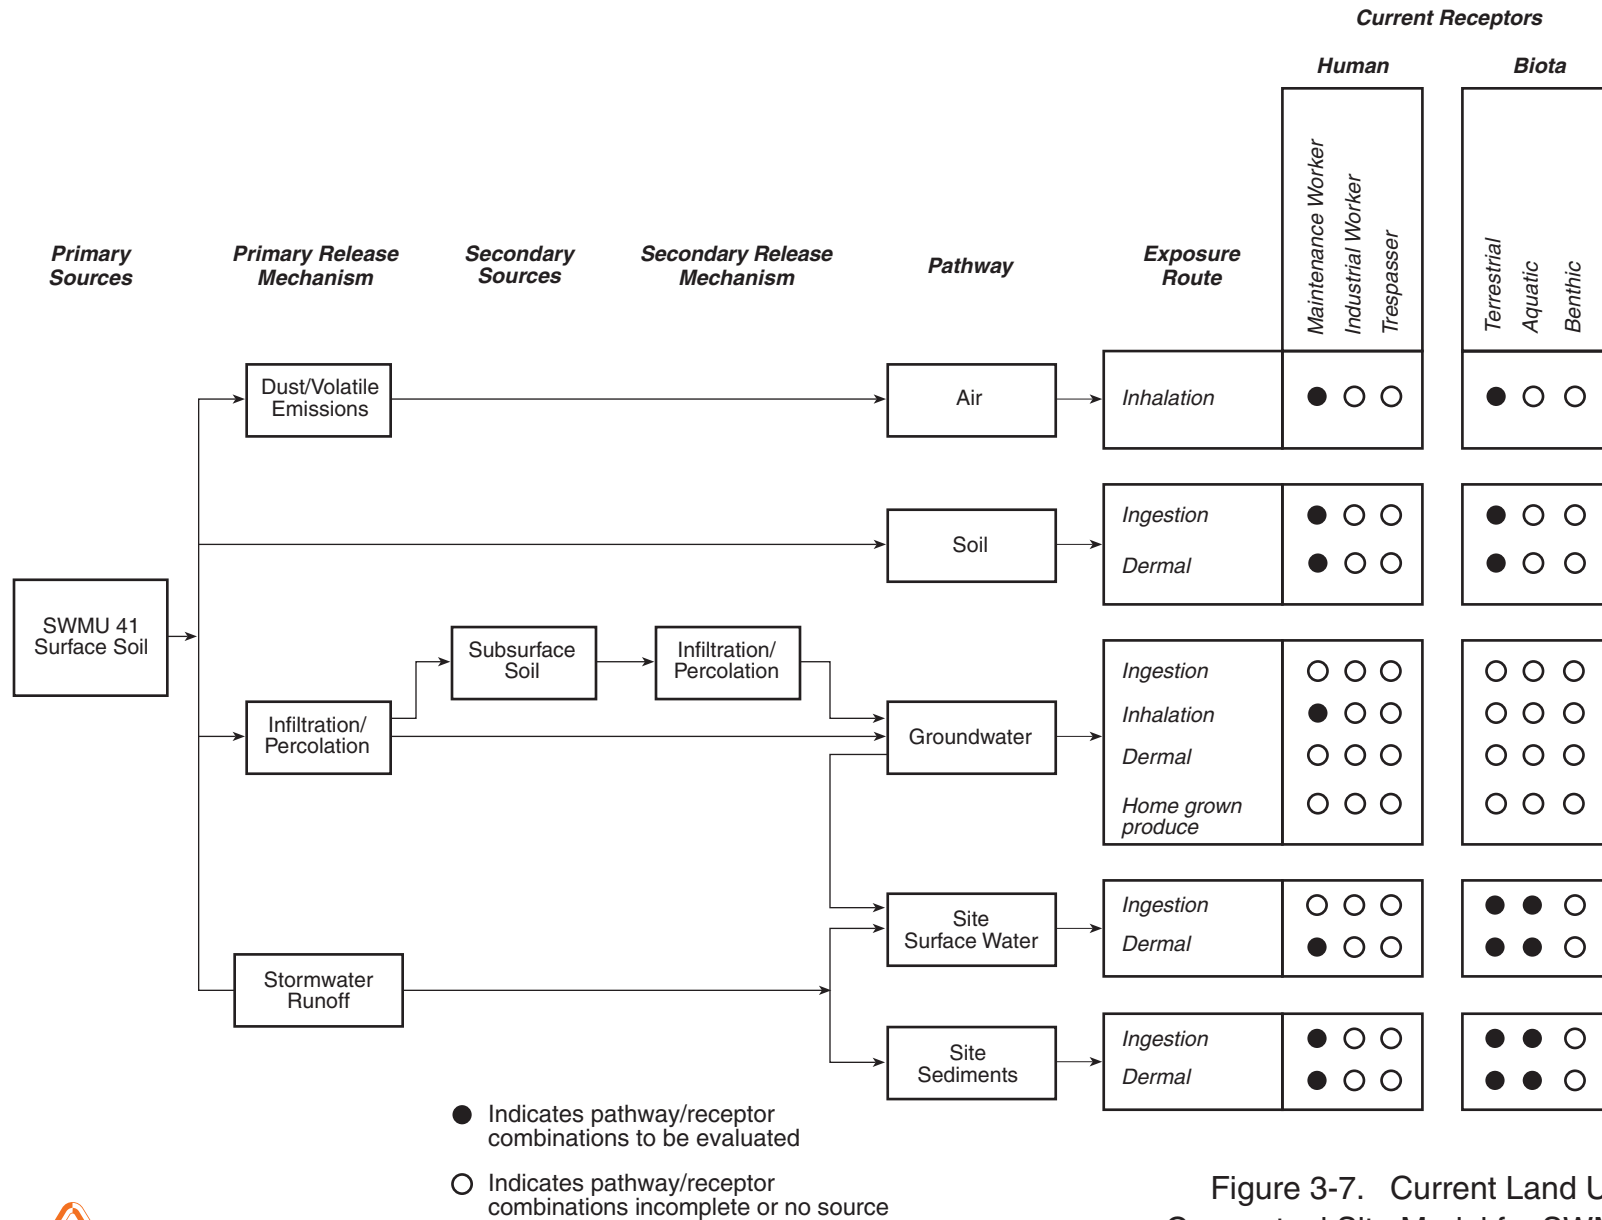 Current Receptors
Human
Biota
Primary
Sources
Primary Release
Mechanism
Secondary
Sources
Secondary Release
Mechanism
Pathway
Exposure
Route
Maintenance Worker
Industrial Worker
Trespasser
Terrestrial
Aquatic
Benthic
Dust/Volatile
Emissions
Air
Inhalation
Soil
Ingestion
Dermal
SWMU 41
Surface Soil
Subsurface
Soil
Infiltration/
Percolation
Infiltration/
Percolation
Groundwater
Ingestion
Inhalation
Dermal
Home grown
produce
Site
Surface Water
Ingestion
Dermal
Stormwater
Runoff
Site
Sediments
Ingestion
Dermal
Indicates pathway/receptor
combinations to be evaluated
Indicates pathway/receptor
combinations incomplete or no source
Figure 3-7. Current Land U